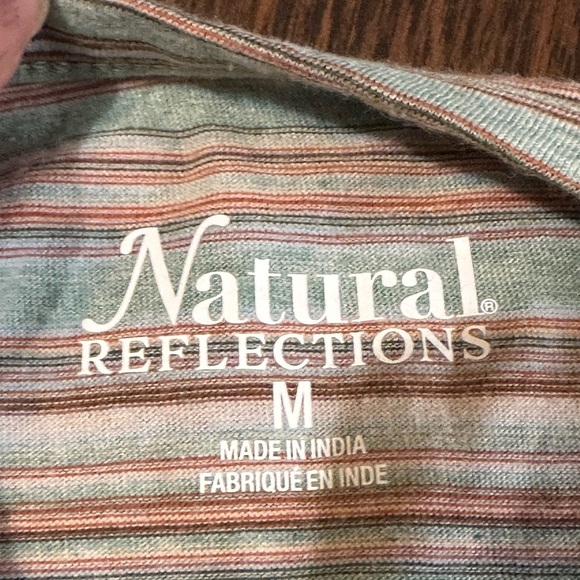 Natural®
REFLECTIONS
M
MADE IN INDIA
FABRIQUÉ EN INDE